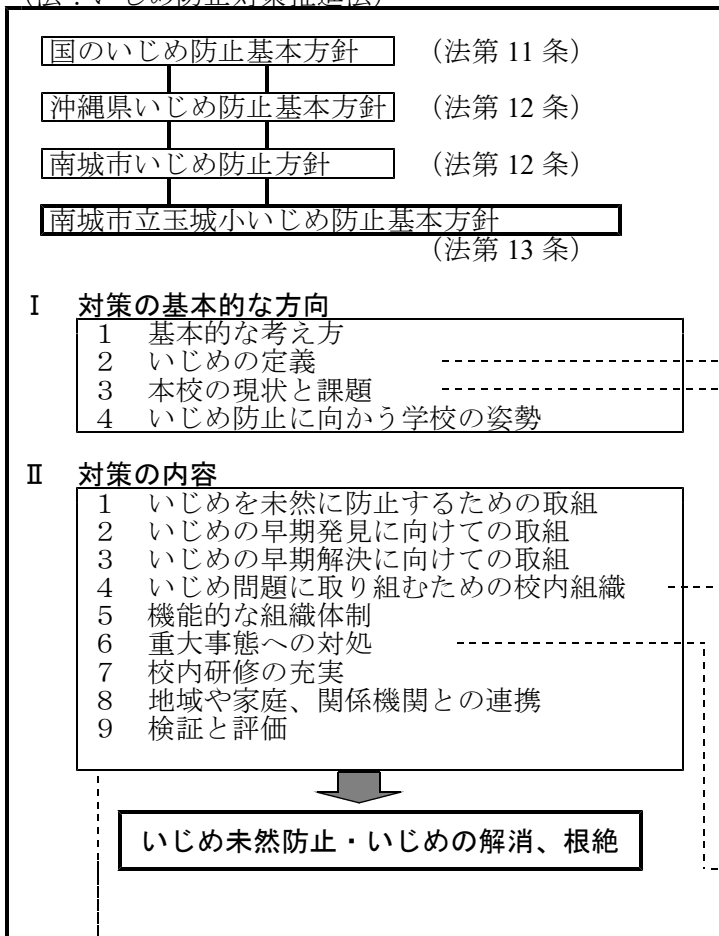 国のいじめ防止基本方針 （法第 11 条）
沖縄県いじめ防止基本方針 （法第 12 条）
南城市いじめ防止方針 （法第 12 条）
南城市立玉城小いじめ防止基本方針
（法第 13 条）
Ⅰ 対策の基本的な方向
１ 基本的な考え方
２ いじめの定義
３ 本校の現状と課題
４ いじめ防止に向かう学校の姿勢
Ⅱ 対策の内容
１ いじめを未然に防止するための取組
２ いじめの早期発見に向けての取組
３ いじめの早期解決に向けての取組
４ いじめ問題に取り組むための校内組織
５ 機能的な組織体制
６ 重大事態への対処
７ 校内研修の充実
８ 地域や家庭、関係機関との連携
９ 検証と評価
いじめ未然防止・いじめの解消、根絶